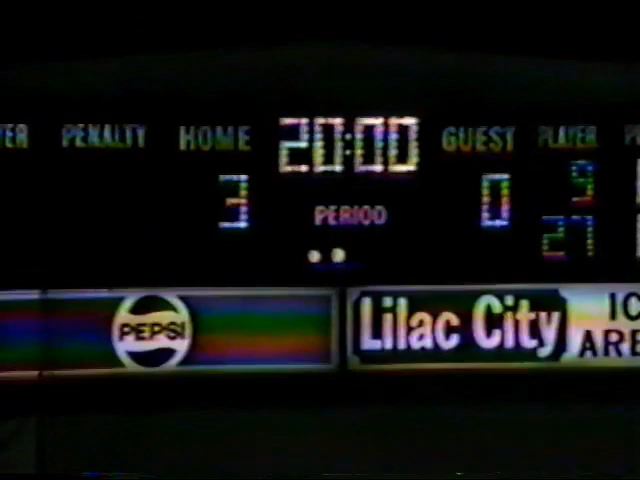 PENALTY HOME 20:00 GUEST PLAYER
3 PERIOD 0 9
27
PEPSI Lilac City